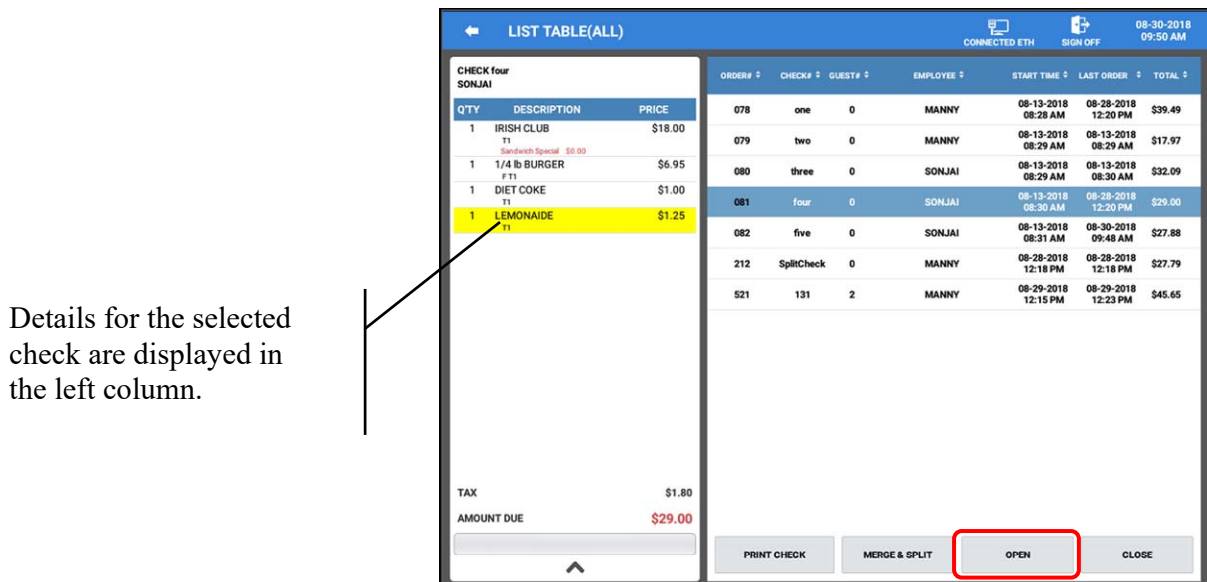 LIST TABLE(ALL)
CONNECTED ETH
SIGN OFF
08-30-2018
09:50 AM
CHECK four
SONJAI
Q'TY DESCRIPTION PRICE
1 IRISH CLUB $18.00
T1
Sandwich Special $0.00
1 1/4 lb BURGER $6.95
F T1
1 DIET COKE $1.00
T1
1 LEMONAIDE $1.25
T1
TAX $1.80
AMOUNT DUE $29.00
ORDER# CHECK# GUEST# EMPLOYEE START TIME LAST ORDER TOTAL
078 one 0 MANNY 08-13-2018 08-28-2018 $39.49
08:28 AM 12:20 PM
079 two 0 MANNY 08-13-2018 08-13-2018 $17.97
08:29 AM 08:29 AM
080 three 0 SONJAI 08-13-2018 08-13-2018 $32.09
08:29 AM 08:30 AM
081 four 0 SONJAI 08-13-2018 08-28-2018 $29.00
08:30 AM 12:20 PM
082 five 0 SONJAI 08-13-2018 08-30-2018 $27.88
08:31 AM 09:48 AM
212 SplitCheck 0 MANNY 08-28-2018 08-28-2018 $27.79
12:18 PM 12:18 PM
521 131 2 MANNY 08-29-2018 08-29-2018 $45.65
12:15 PM 12:23 PM
PRINT CHECK MERGE & SPLIT OPEN CLOSE
Details for the selected
check are displayed in
the left column.